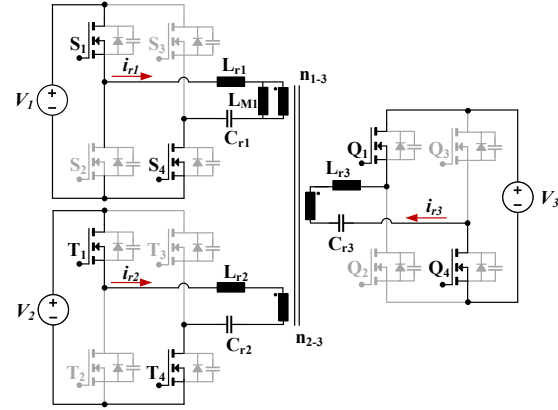 S1
S3
ir1
Lr1
n1-3
LM1
V1
Cr1
S2
S4
Q1
Q3
Lr3
V3
ir3
Cr3
T1
T3
ir2
Lr2
Q2
Q4
V2
Cr2
n2-3
T2
T4